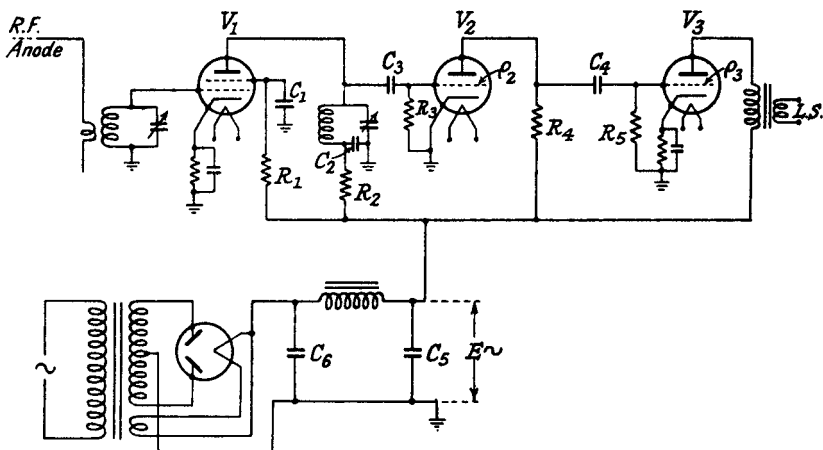 R.F.
Anode
V1
V2
V3
C1
C3
ρ2
C4
ρ3
R3
C2
R1
R2
R4
R5
L.S.
~
C6
C5
E~